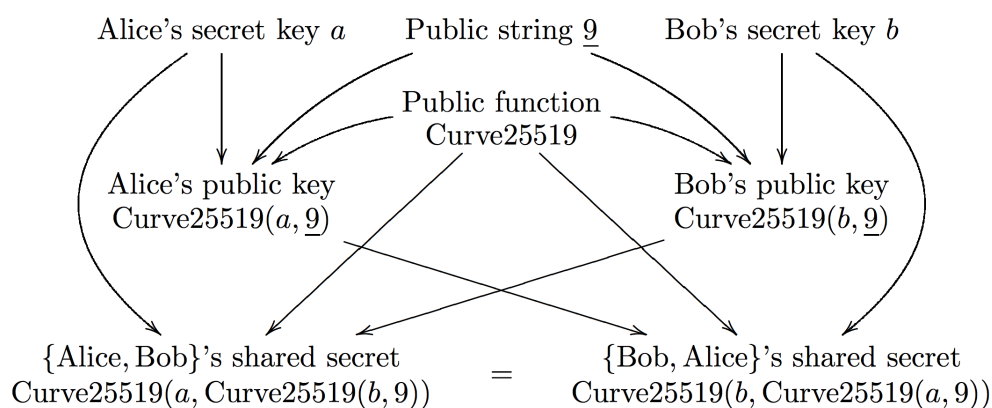 Alice's secret key a
Public string 9
Bob's secret key b
Public function
Curve25519
Alice's public key
Curve25519(a, 9)
Bob's public key
Curve25519(b, 9)
{Alice, Bob}'s shared secret
Curve25519(a, Curve25519(b, 9))
=
{Bob, Alice}'s shared secret
Curve25519(b, Curve25519(a, 9))